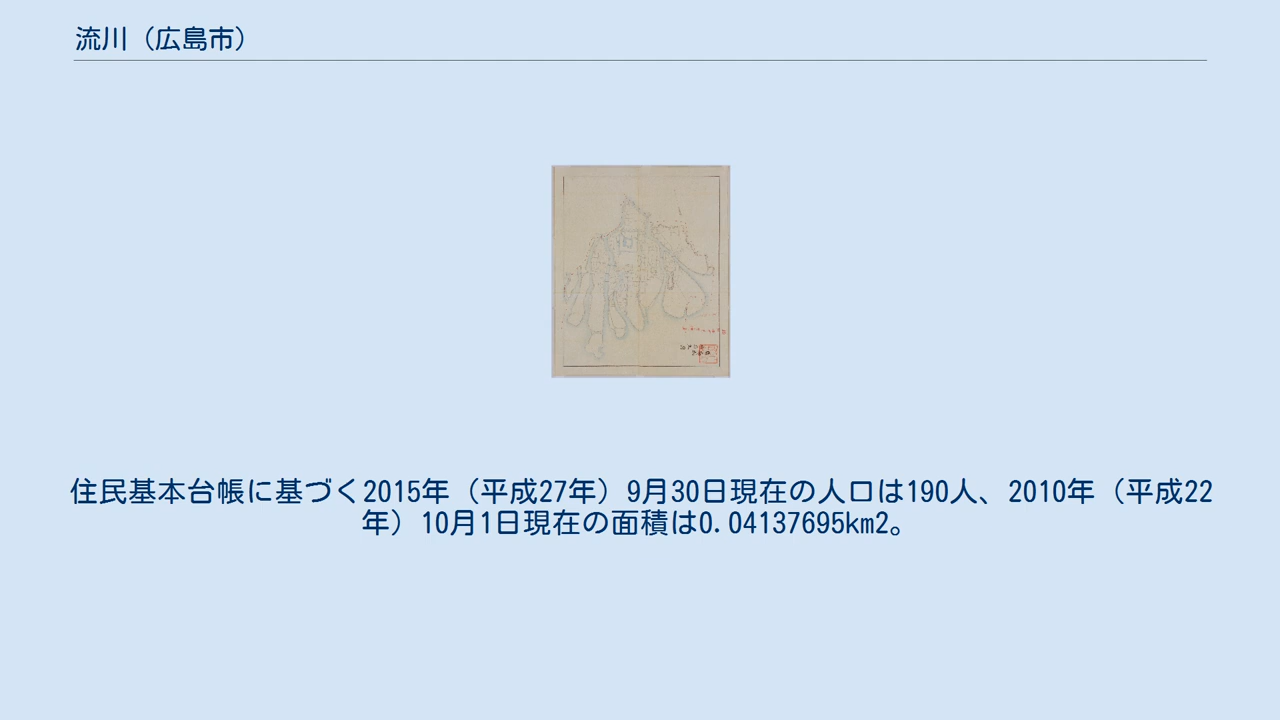 流川（広島市）
住民基本台帳に基づく2015年（平成27年）9月30日現在の人口は190人、2010年（平成22
年）10月1日現在の面積は0.04137695km2。